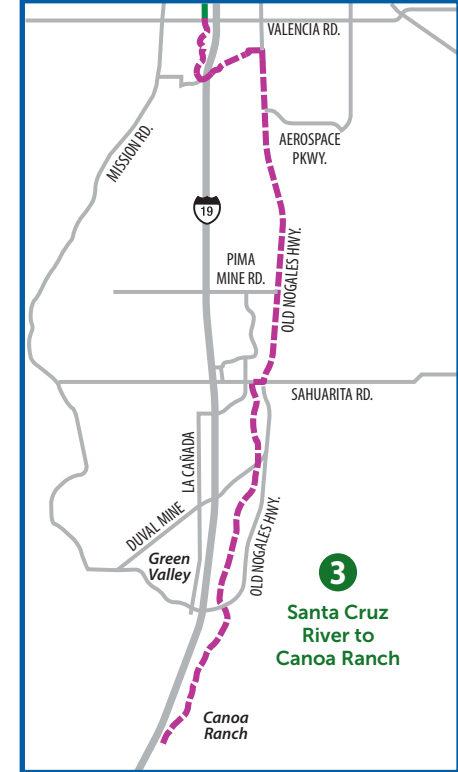 VALENCIA RD.
MISSION RD.
AEROSPACE
PKWY.
19
PIMA
MINE RD.
OLD NOGALES HWY.
SAHUARITA RD.
LA CAÑADA
DUVAL MINE
Green
Valley
OLD NOGALES HWY.
3
Santa Cruz
River to
Canoa Ranch
Canoa
Ranch